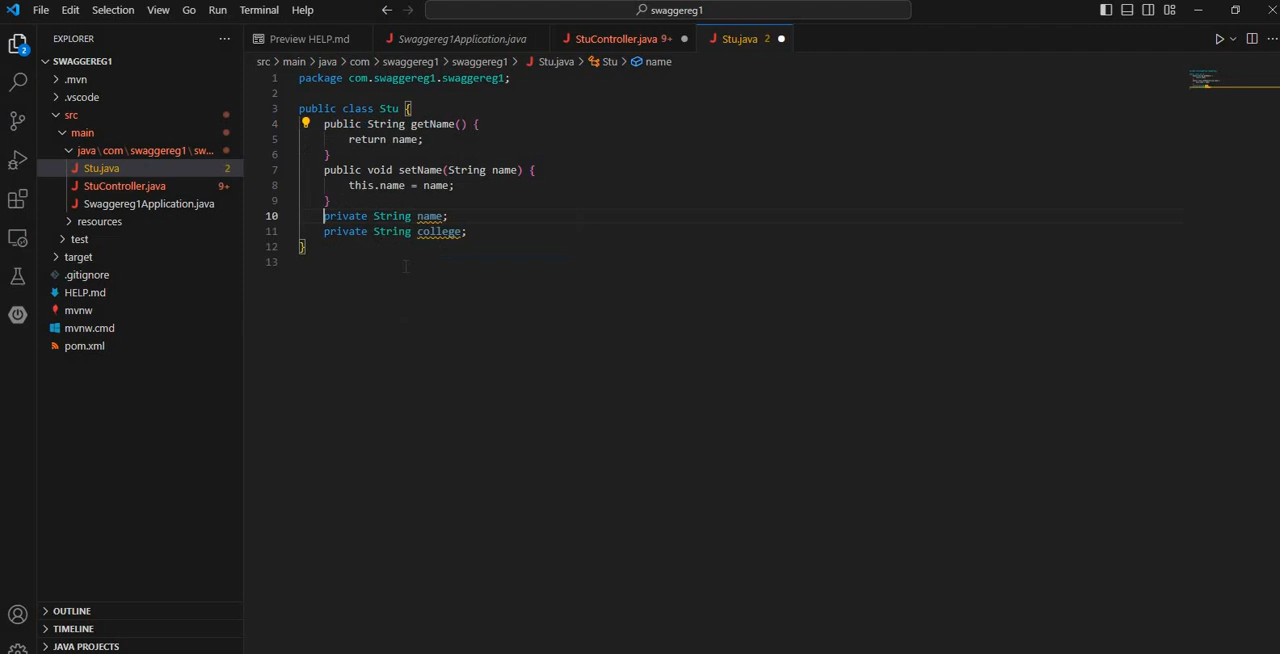 File Edit Selection View Go Run Terminal Help
swaggereg1
EXPLORER
SWAGGEREG1
.mvn
.vscode
src
main
java\com\swaggereg1\sw...
Stu.java 2
StuController.java 9+
Swaggereg1Application.java
resources
test
target
.gitignore
HELP.md
mvnw
mvnw.cmd
pom.xml
OUTLINE
TIMELINE
JAVA PROJECTS
2
Preview HELP.md
Swaggereg1Application.java
StuController.java 9+
Stu.java 2
src > main > java > com > swaggereg1 > swaggereg1 > Stu.java > Stu > name
1 package com.swaggereg1.swaggereg1;
2
3 public class Stu {
4 public String getName() {
5 return name;
6 }
7 public void setName(String name) {
8 this.name = name;
9 }
10 private String name;
11 private String college;
12 }
13